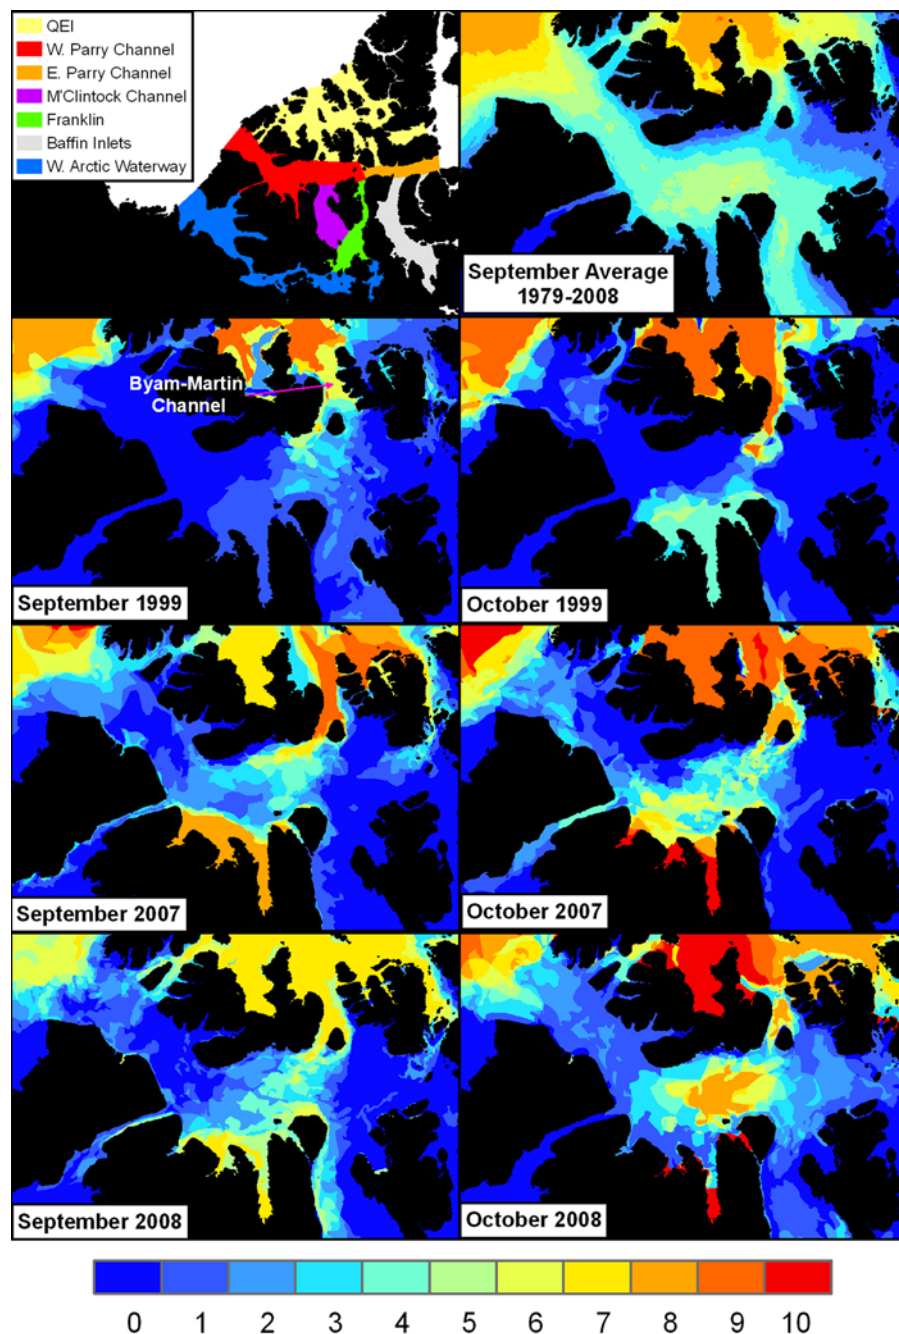 QEI
W. Parry Channel
E. Parry Channel
M'Clintock Channel
Franklin
Baffin Inlets
W. Arctic Waterway
September Average
1979-2008
Byam-Martin
Channel
September 1999
October 1999
September 2007
October 2007
September 2008
October 2008
0 1 2 3 4 5 6 7 8 9 10